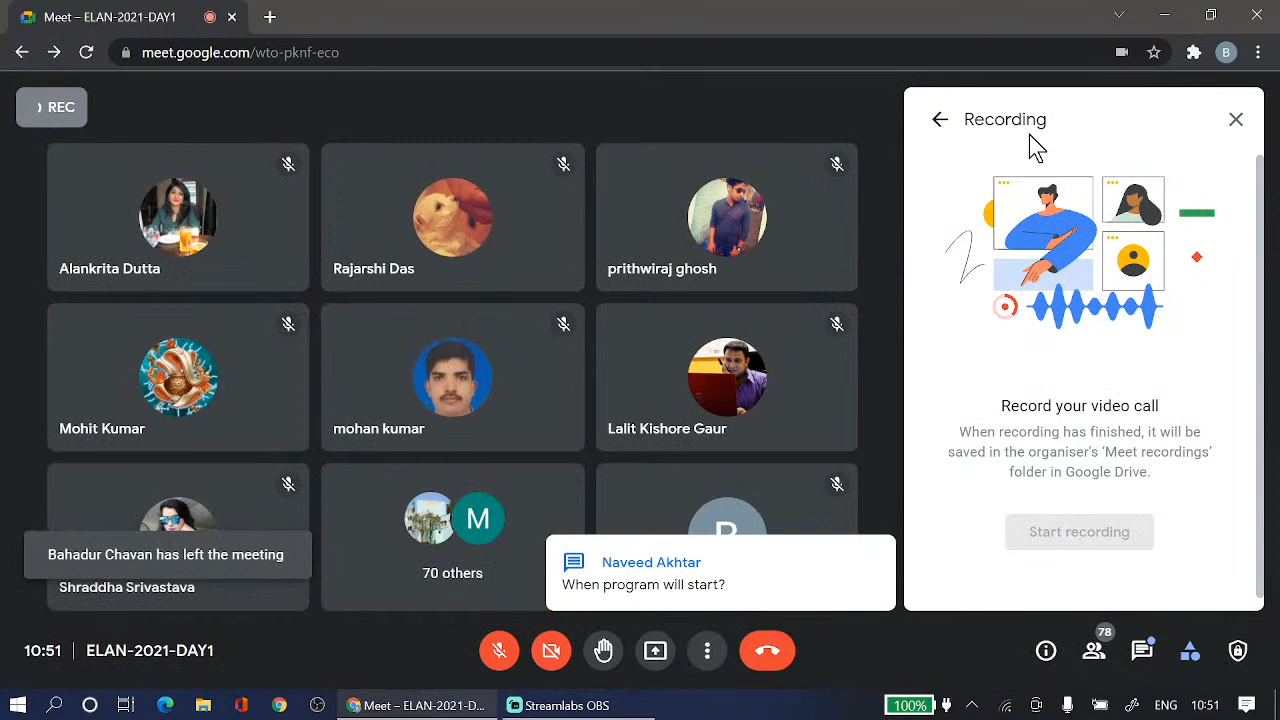 Meet – ELAN-2021-DAY1
meet.google.com/wto-pknf-eco
B
REC
Alankrita Dutta
Rajarshi Das
prithwiraj ghosh
Mohit Kumar
mohan kumar
Lalit Kishore Gaur
Bahadur Chavan has left the meeting
Shraddha Srivastava
M
70 others
Naveed Akhtar
When program will start?
Recording
Record your video call
When recording has finished, it will be
saved in the organiser's 'Meet recordings'
folder in Google Drive.
Start recording
10:51
ELAN-2021-DAY1
78
Meet – ELAN-2021-D...
Streamlabs OBS
100%
ENG
10:51